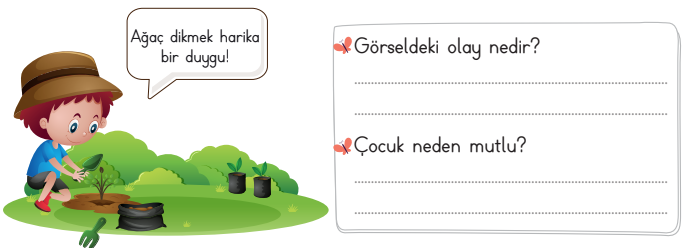 Ağaç dikmek harika
bir duygu!
Görseldeki olay nedir?
Çocuk neden mutlu?